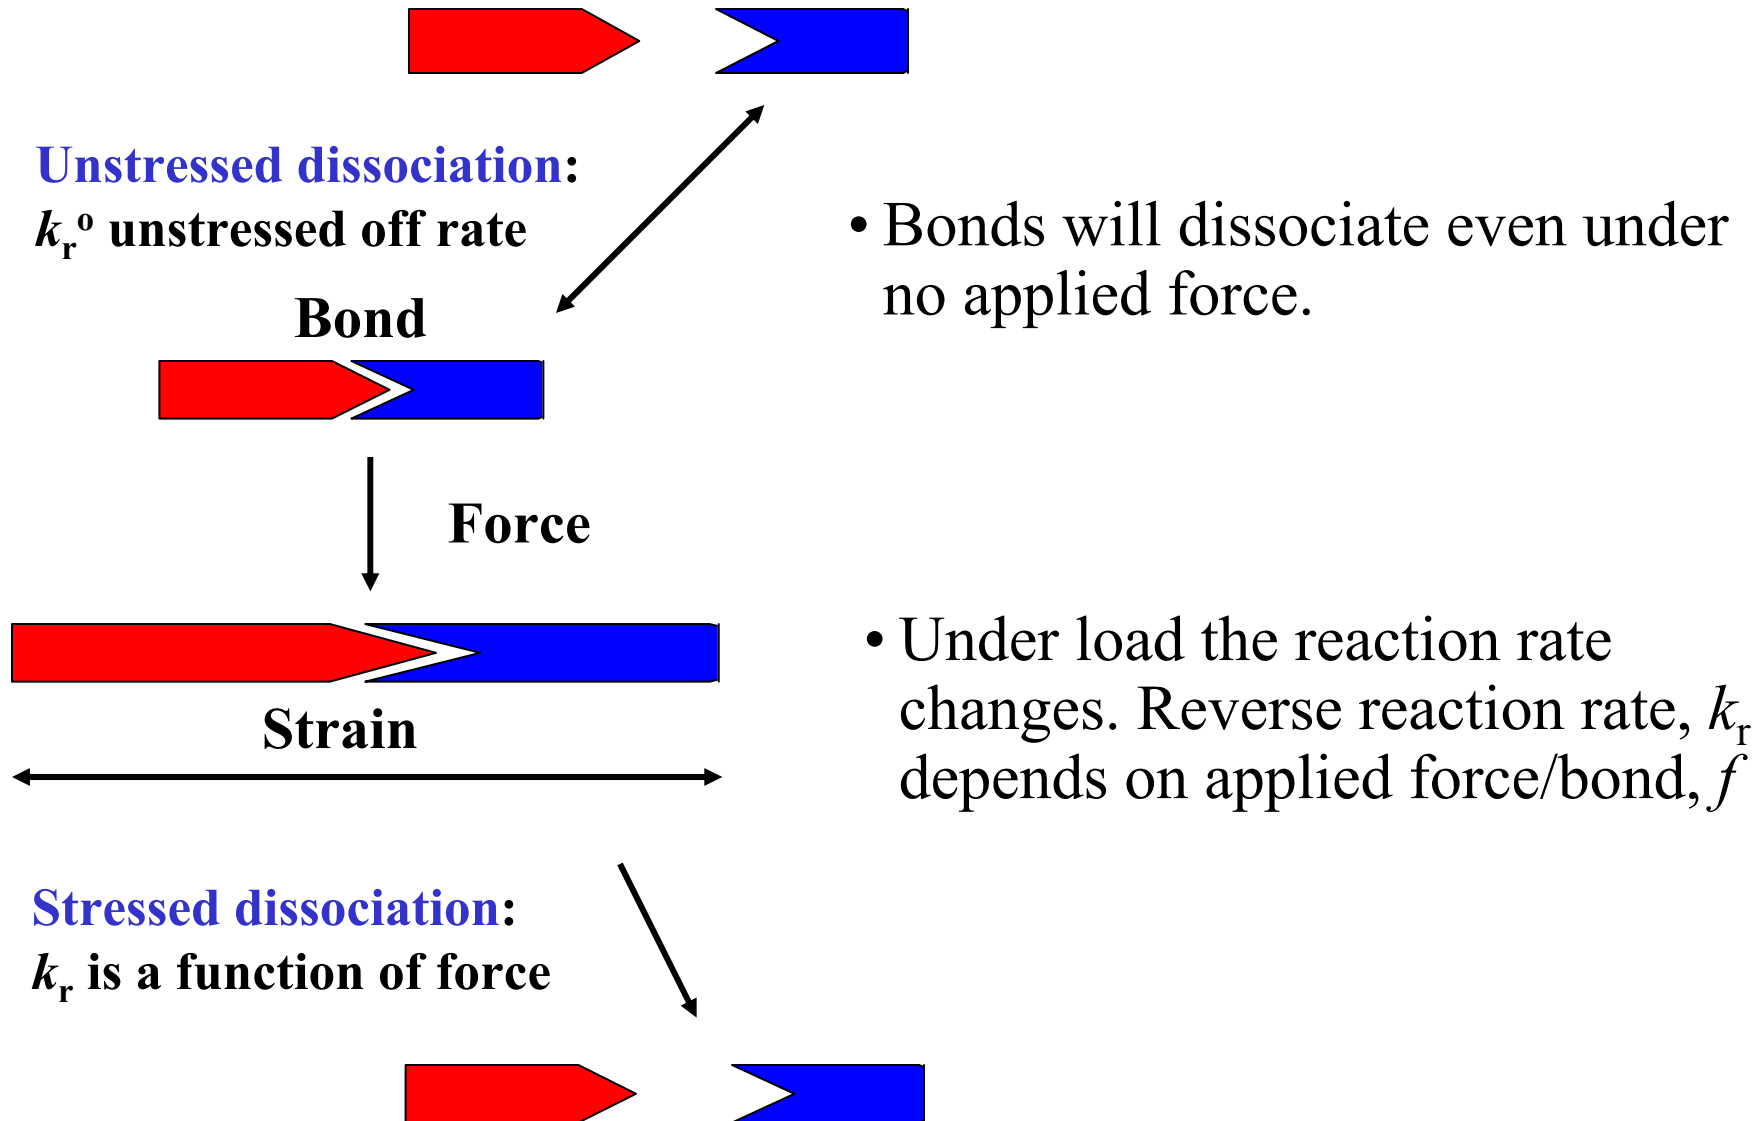 Unstressed dissociation:
kᵣᵒ unstressed off rate
• Bonds will dissociate even under
no applied force.
Bond
Force
• Under load the reaction rate
changes. Reverse reaction rate, kᵣ
depends on applied force/bond, f
Strain
Stressed dissociation:
kᵣ is a function of force